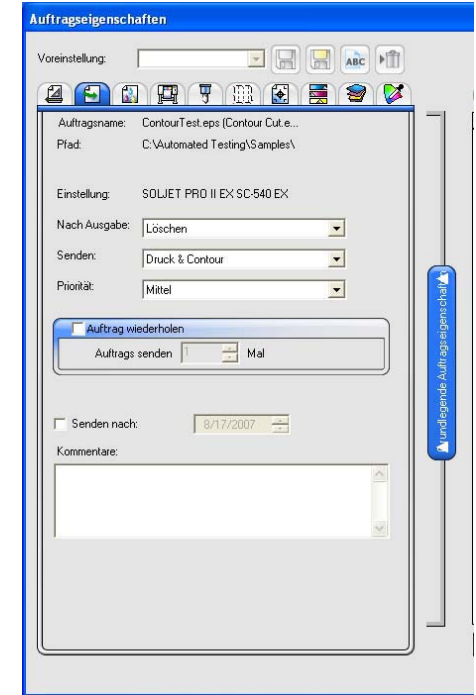 Auftragseigenschaften
Voreinstellung:
ABC
Auftragsname: ContourTest.eps (Contour Cut.e...
Pfad: C:\Automated Testing\Samples\
Einstellung: SOLJET PRO II EX SC-540 EX
Nach Ausgabe: Löschen
Senden: Druck & Contour
Priorität: Mittel
Auftrag wiederholen
Auftrags senden 1 Mal
Senden nach: 8/17/2007
Kommentare:
Grundlegende Auftragseigenschaften